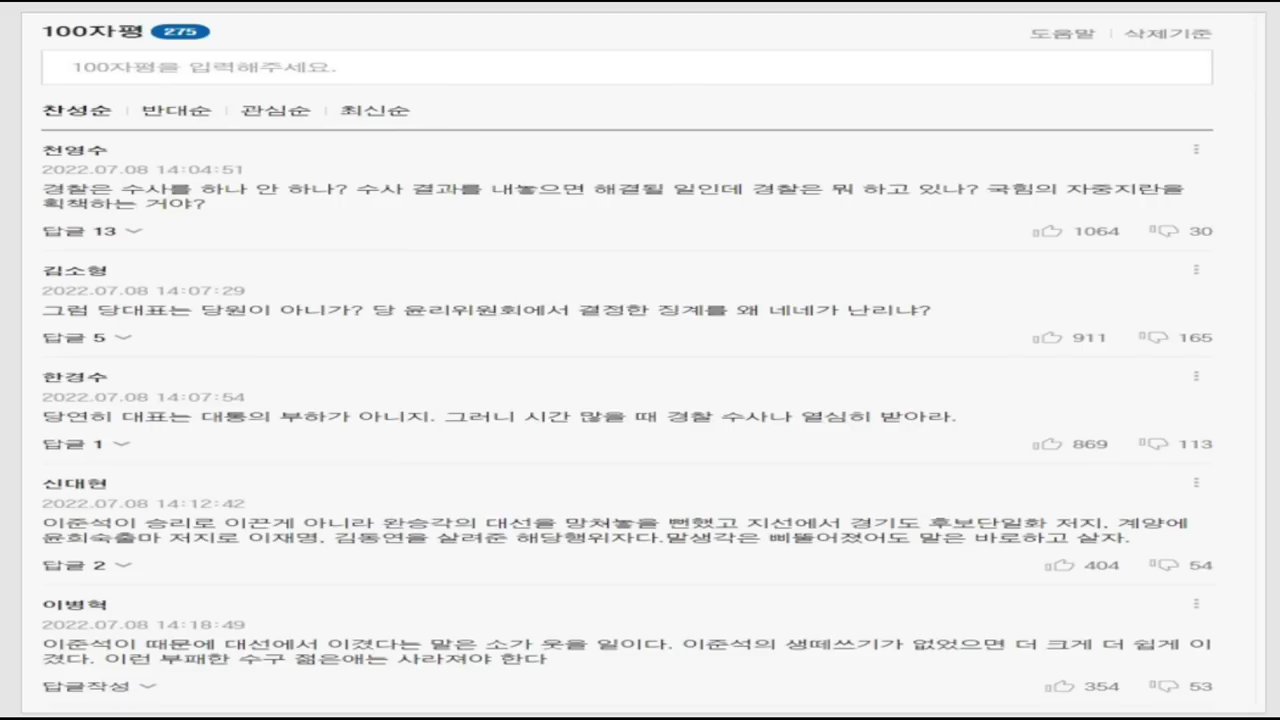 100자평 275
도움말 | 삭제기준
100자평을 입력해주세요.
찬성순 | 반대순 | 관심순 | 최신순
천영수
2022.07.08 14:04:51
경찰은 수사를 하나 안 하나? 수사 결과를 내놓으면 해결될 일인데 경찰은 뭐 하고 있나? 국힘의 자중지란을
획책하는 거야?
답글 13
1064 30
김소형
2022.07.08 14:07:29
그럼 당대표는 당원이 아니가? 당 윤리위원회에서 결정한 징계를 왜 네네가 난리냐?
답글 5
911 165
한경수
2022.07.08 14:07:54
당연히 대표는 대통의 부하가 아니지. 그러니 시간 많을 때 경찰 수사나 열심히 받아라.
답글 1
869 113
신대현
2022.07.08 14:12:42
이준석이 승리로 이끈게 아니라 완승각의 대선을 망쳐놓을 뻔했고 지선에서 경기도 후보단일화 저지, 계양에
윤희숙출마 저지로 이재명, 김동연을 살려준 해당행위자다.말생각은 삐뚤어졌어도 말은 바로하고 살자.
답글 2
404 54
이병혁
2022.07.08 14:18:49
이준석이 때문에 대선에서 이겼다는 말은 소가 웃을 일이다. 이준석의 생떼쓰기가 없었으면 더 크게 더 쉽게 이
겼다. 이런 부패한 수구 젊은애는 사라져야 한다
답글작성
354 53